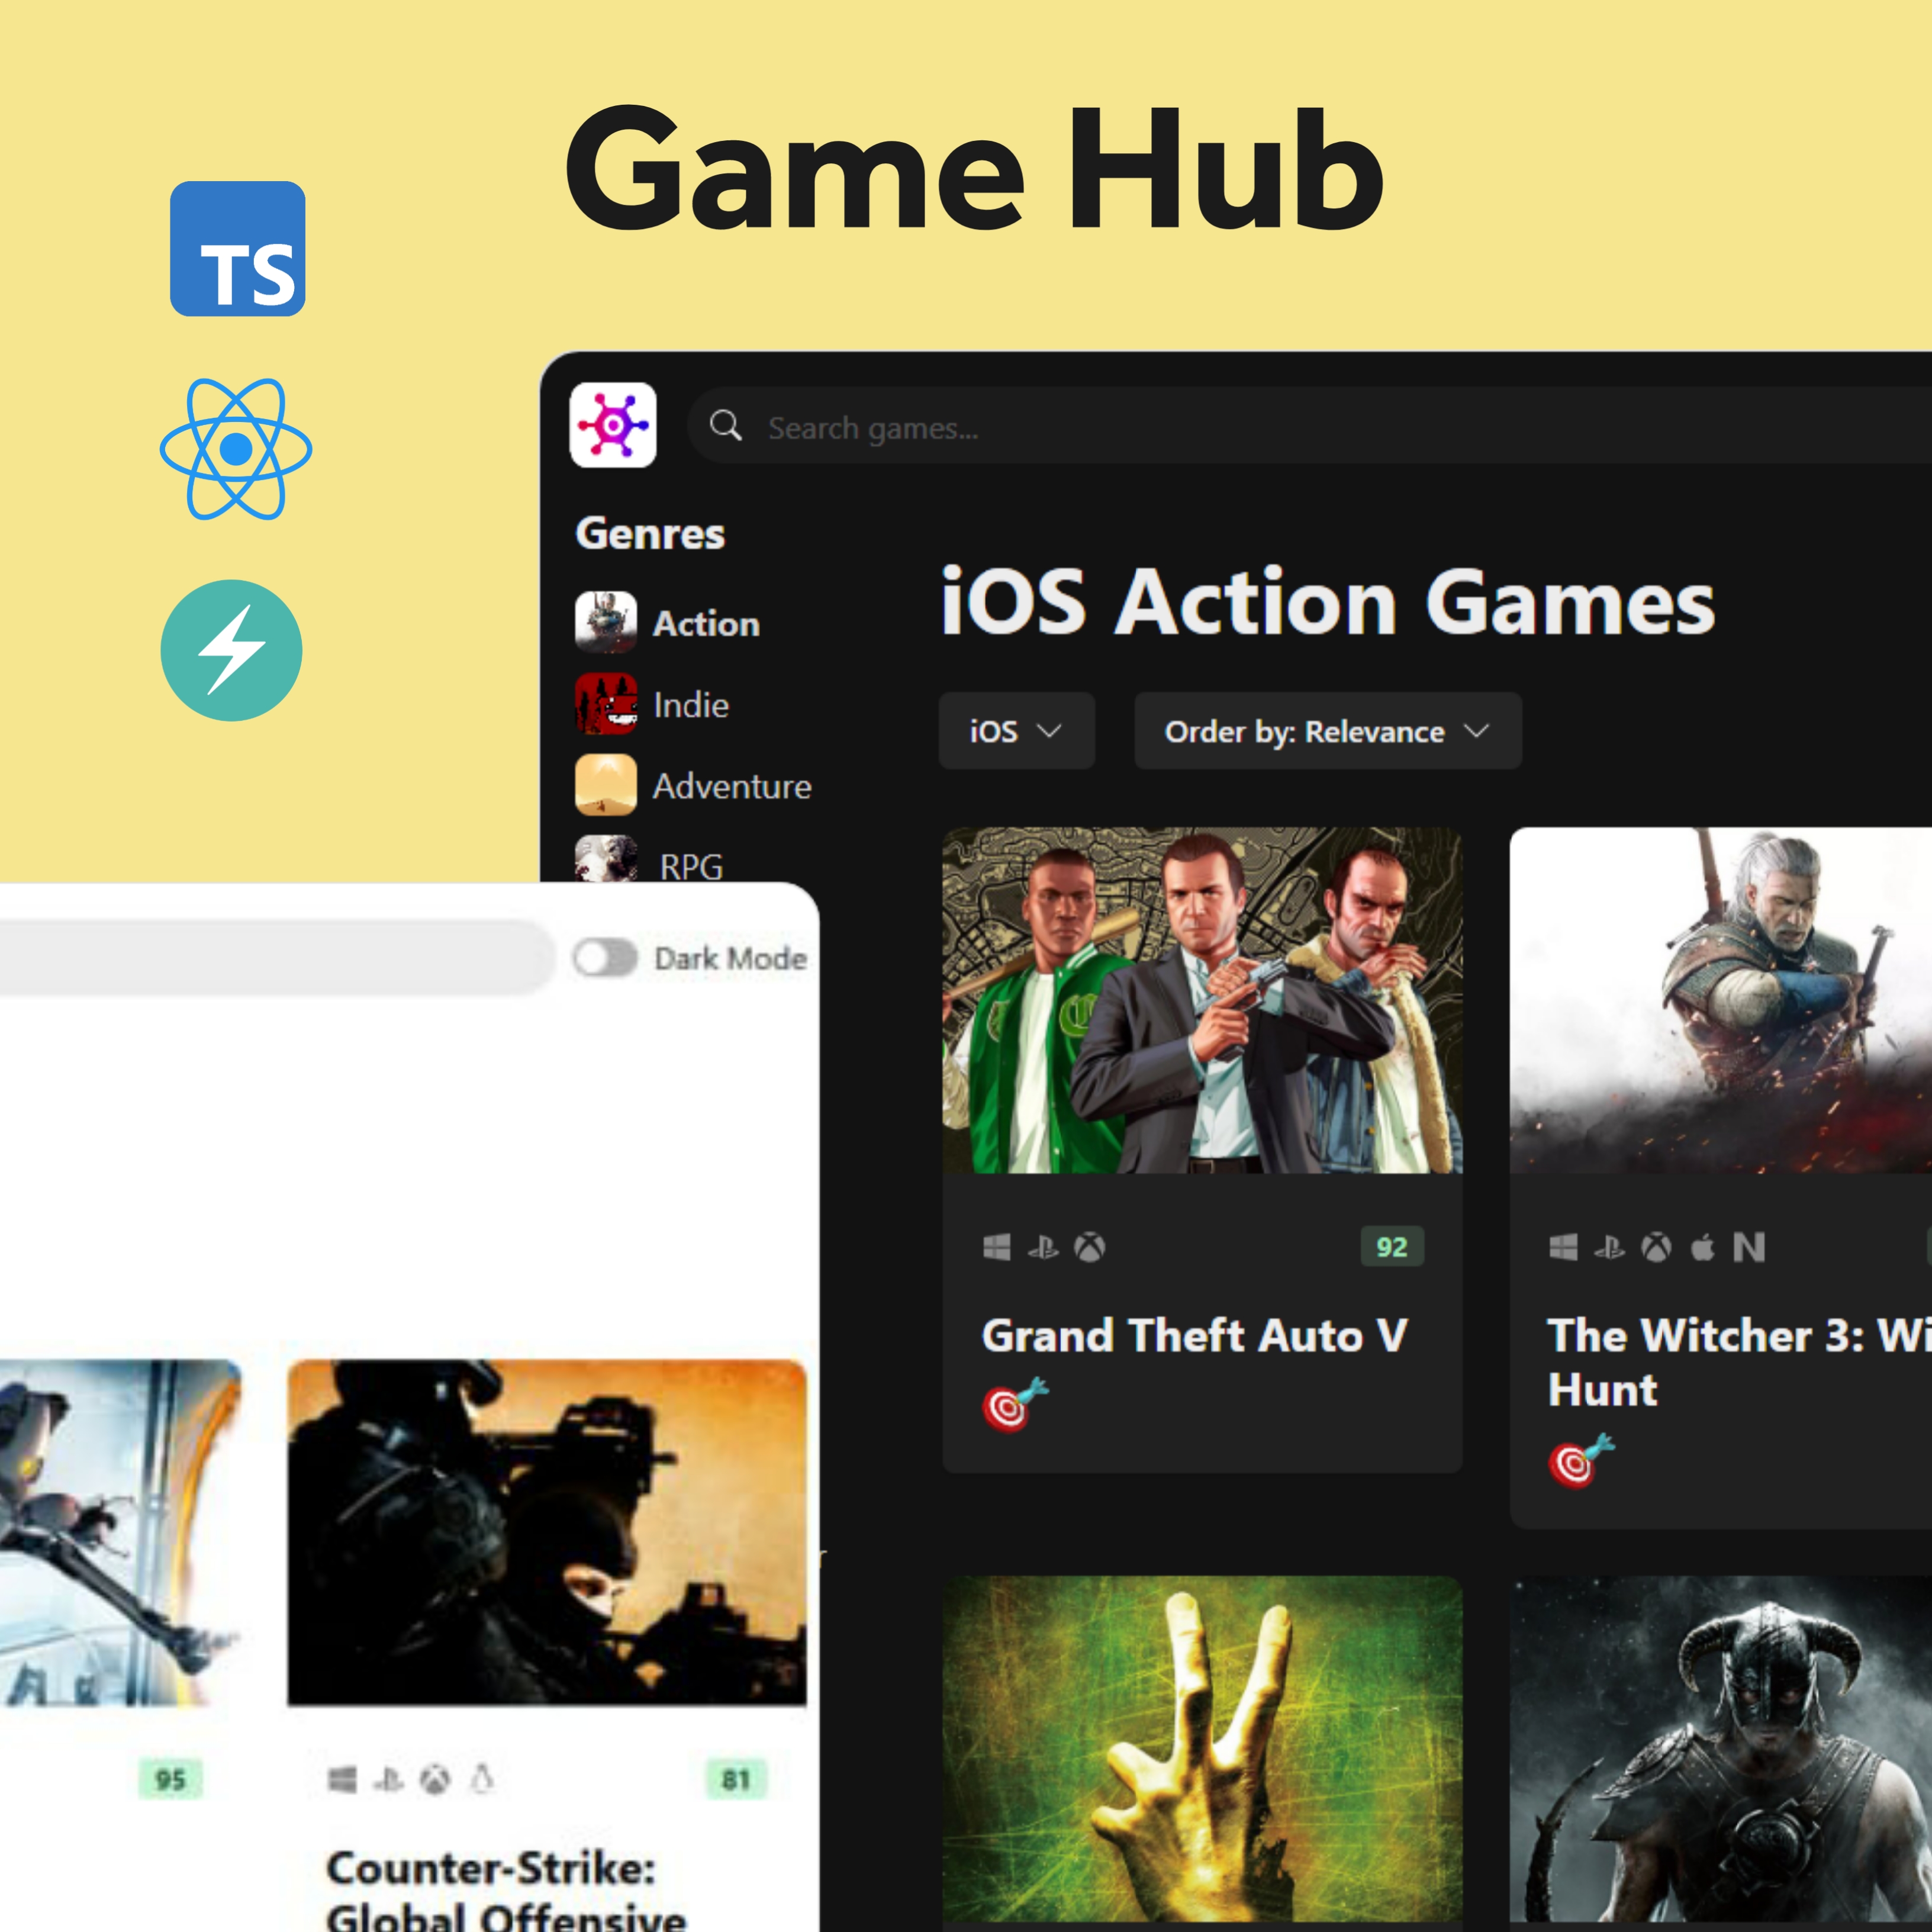 Game Hub
TS
Search games...
Genres
Action
Indie
Adventure
RPG
iOS Action Games
iOS
Order by: Relevance
92
Grand Theft Auto V
The Witcher 3: Wi
Hunt
Dark Mode
95
81
Counter-Strike:
Global Offensive